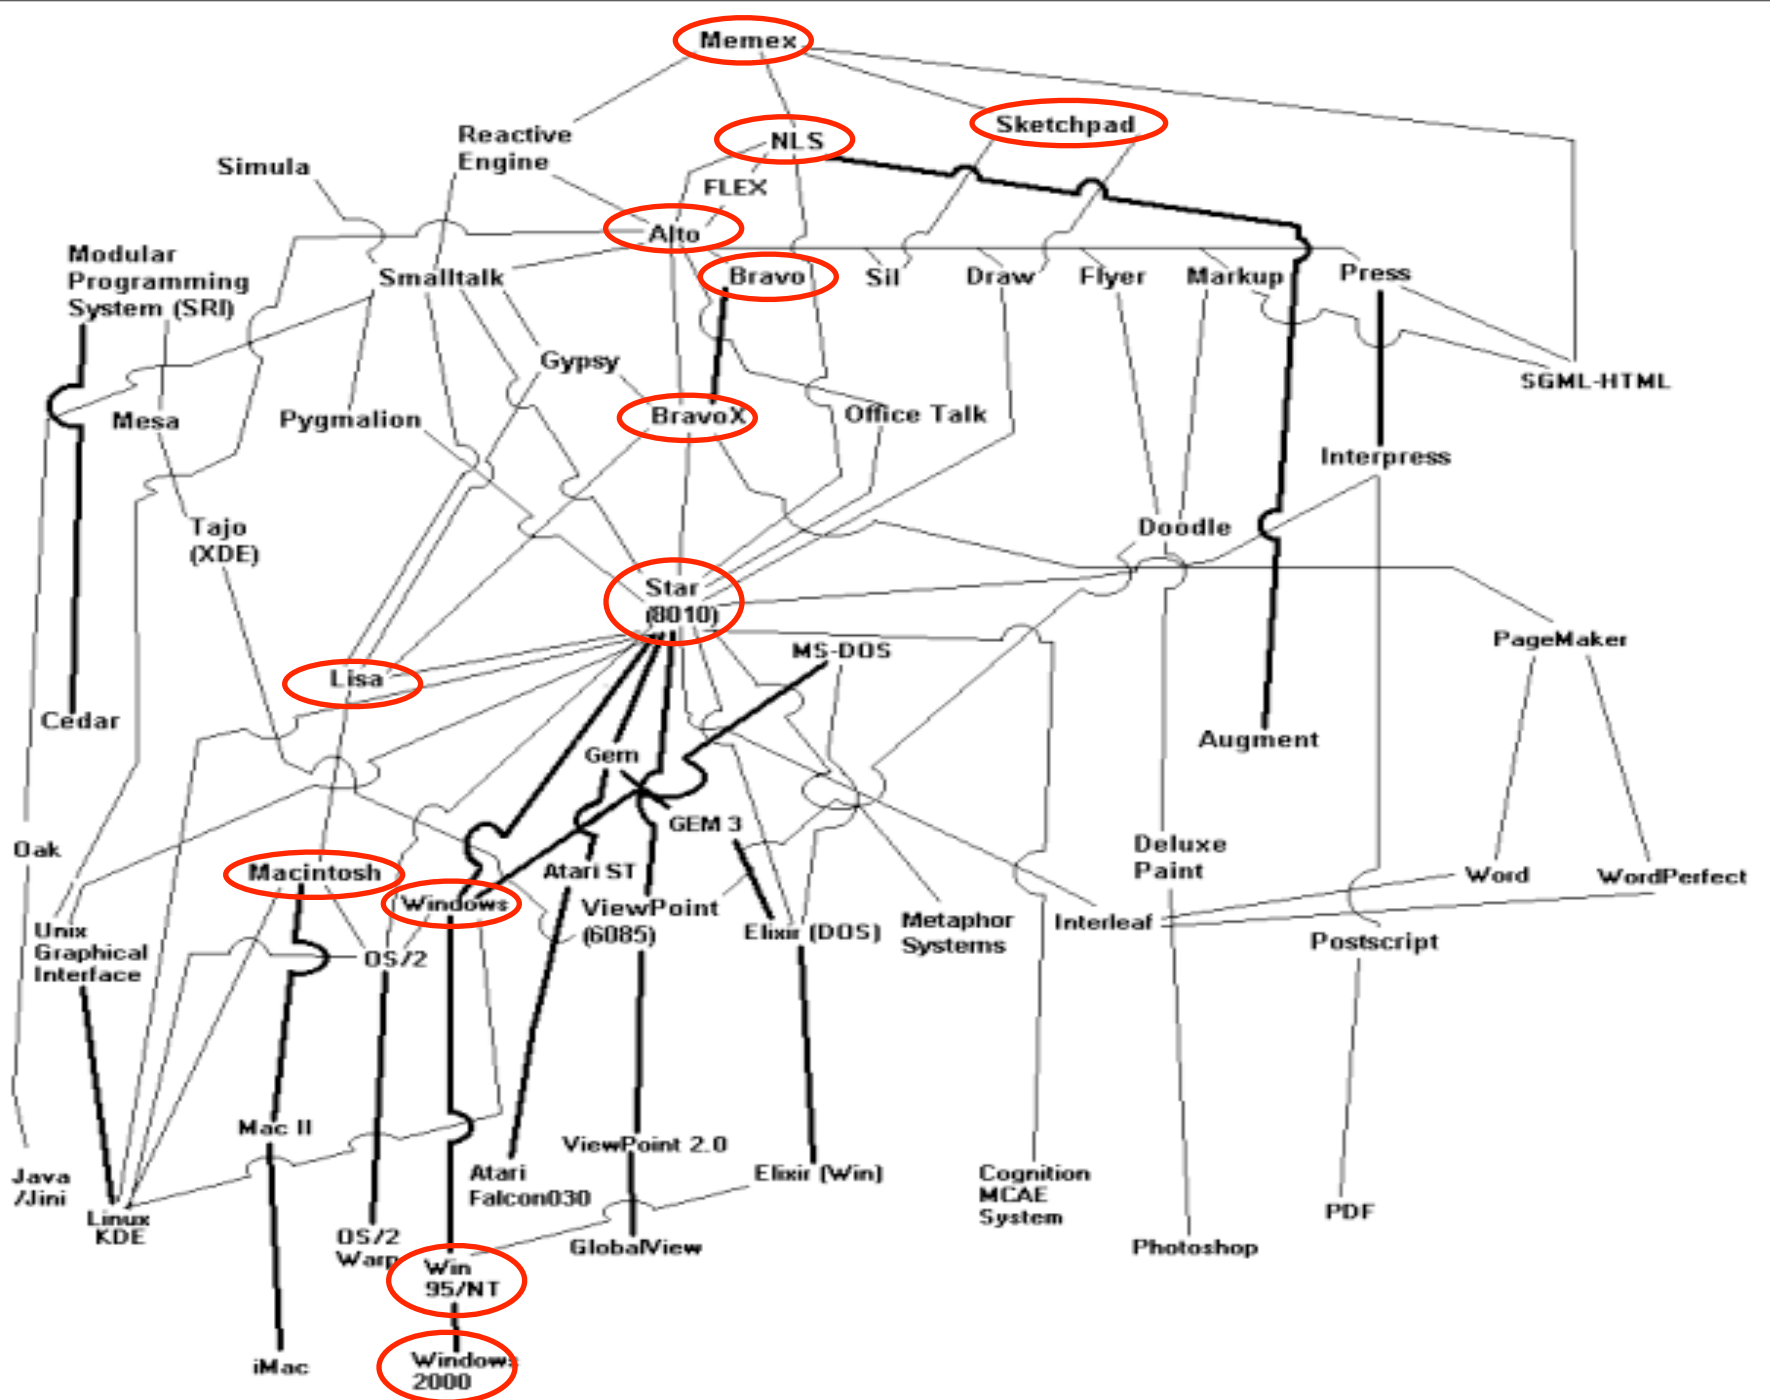 Memex
Sketchpad
Reactive
Engine
NLS
Simula
FLEX
Alto
Modular
Programming
System (SRI)
Smalltalk
Bravo
Sil
Draw
Flyer
Markup
Press
Gypsy
SGML-HTML
Mesa
Pygmalion
BravoX
Office Talk
Interpress
Tajo
(XDE)
Doodle
Star
(8010)
MS-DOS
PageMaker
Lisa
Cedar
Augment
Gem
GEM 3
Oak
Deluxe
Paint
Macintosh
Atari ST
Word
WordPerfect
Windows
ViewPoint
(6085)
Elixir (DOS)
Metaphor
Systems
Interleaf
Postscript
Unix
Graphical
Interface
OS/2
Mac II
ViewPoint 2.0
Java
/Jini
Atari
Falcon030
Elixir (Win)
Cognition
MCAE
System
Linux
KDE
PDF
OS/2
Warp
GlobalView
Photoshop
Win
95/NT
iMac
Windows
2000